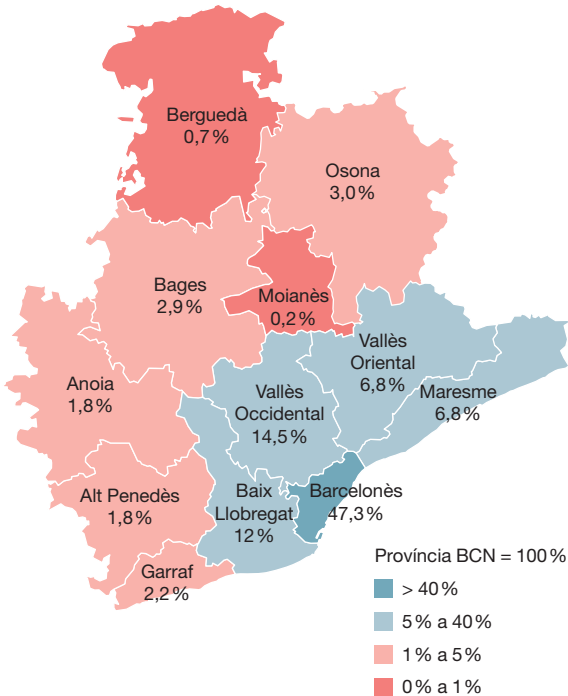 Berguedà
0,7 %
Osona
3,0 %
Bages
2,9 %
Moianès
0,2 %
Vallès
Oriental
6,8 %
Maresme
6,8 %
Anoia
1,8 %
Vallès
Occidental
14,5 %
Alt Penedès
1,8 %
Baix
Llobregat
12 %
Barcelonès
47,3 %
Garraf
2,2 %
Província BCN = 100 %
> 40 %
5 % a 40 %
1 % a 5 %
0 % a 1 %